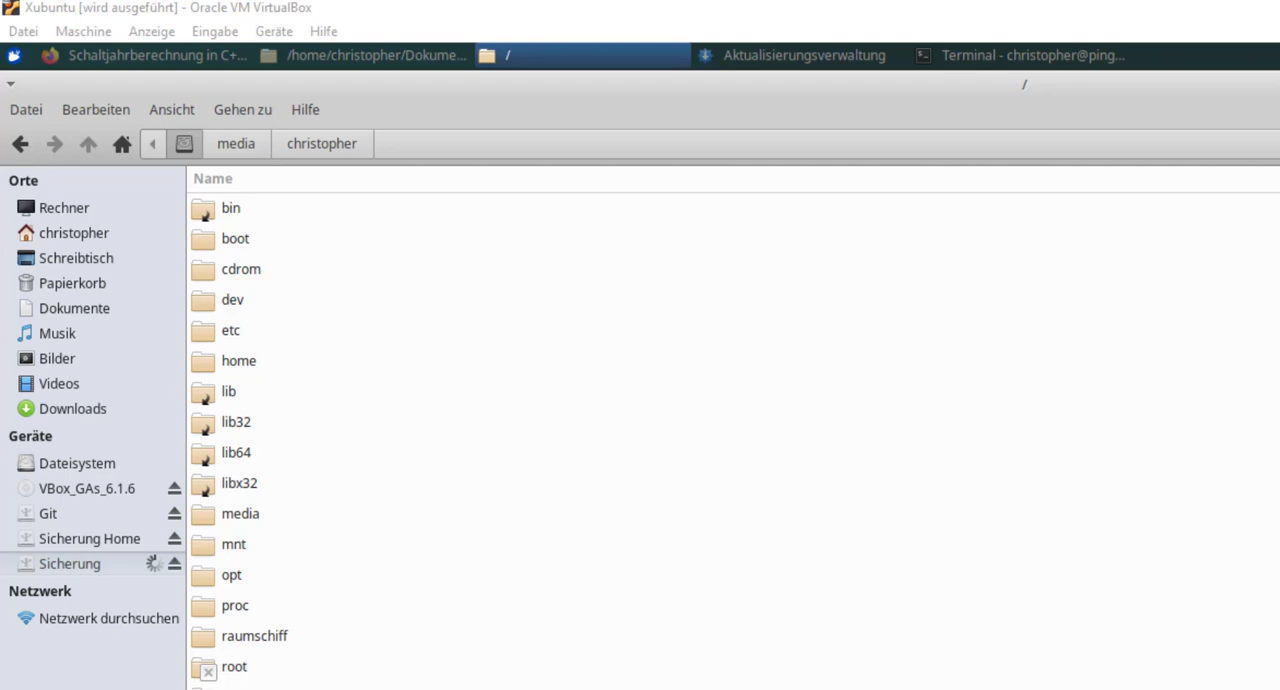 Xubuntu [wird ausgeführt] - Oracle VM VirtualBox
Datei Maschine Anzeige Eingabe Geräte Hilfe
Schaltjahrberechnung in C+... /home/christopher/Dokume... / Aktualisierungsverwaltung Terminal - christopher@ping...
/
Datei Bearbeiten Ansicht Gehen zu Hilfe
media christopher
Orte
Rechner
christopher
Schreibtisch
Papierkorb
Dokumente
Musik
Bilder
Videos
Downloads
Geräte
Dateisystem
VBox_GAs_6.1.6
Git
Sicherung Home
Sicherung
Netzwerk
Netzwerk durchsuchen
Name
bin
boot
cdrom
dev
etc
home
lib
lib32
lib64
libx32
media
mnt
opt
proc
raumschiff
root